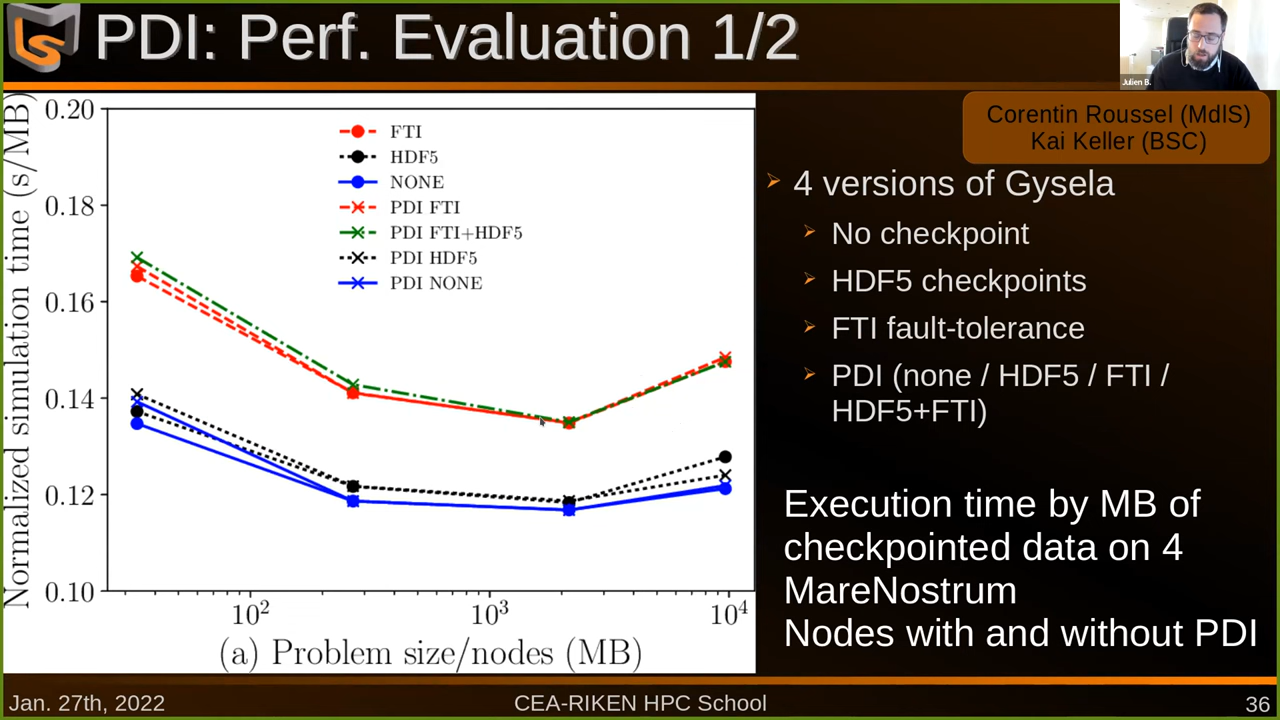 PDI: Perf. Evaluation 1/2
Julien B.
Corentin Roussel (MdlS)
Kai Keller (BSC)
Normalized simulation time (s/MB)
0.20
0.18
0.16
0.14
0.12
0.10
FTI
HDF5
NONE
PDI FTI
PDI FTI+HDF5
PDI HDF5
PDI NONE
10²
10³
10⁴
(a) Problem size/nodes (MB)
4 versions of Gysela
No checkpoint
HDF5 checkpoints
FTI fault-tolerance
PDI (none / HDF5 / FTI /
HDF5+FTI)
Execution time by MB of
checkpointed data on 4
MareNostrum
Nodes with and without PDI
Jan. 27th, 2022
CEA-RIKEN HPC School
36